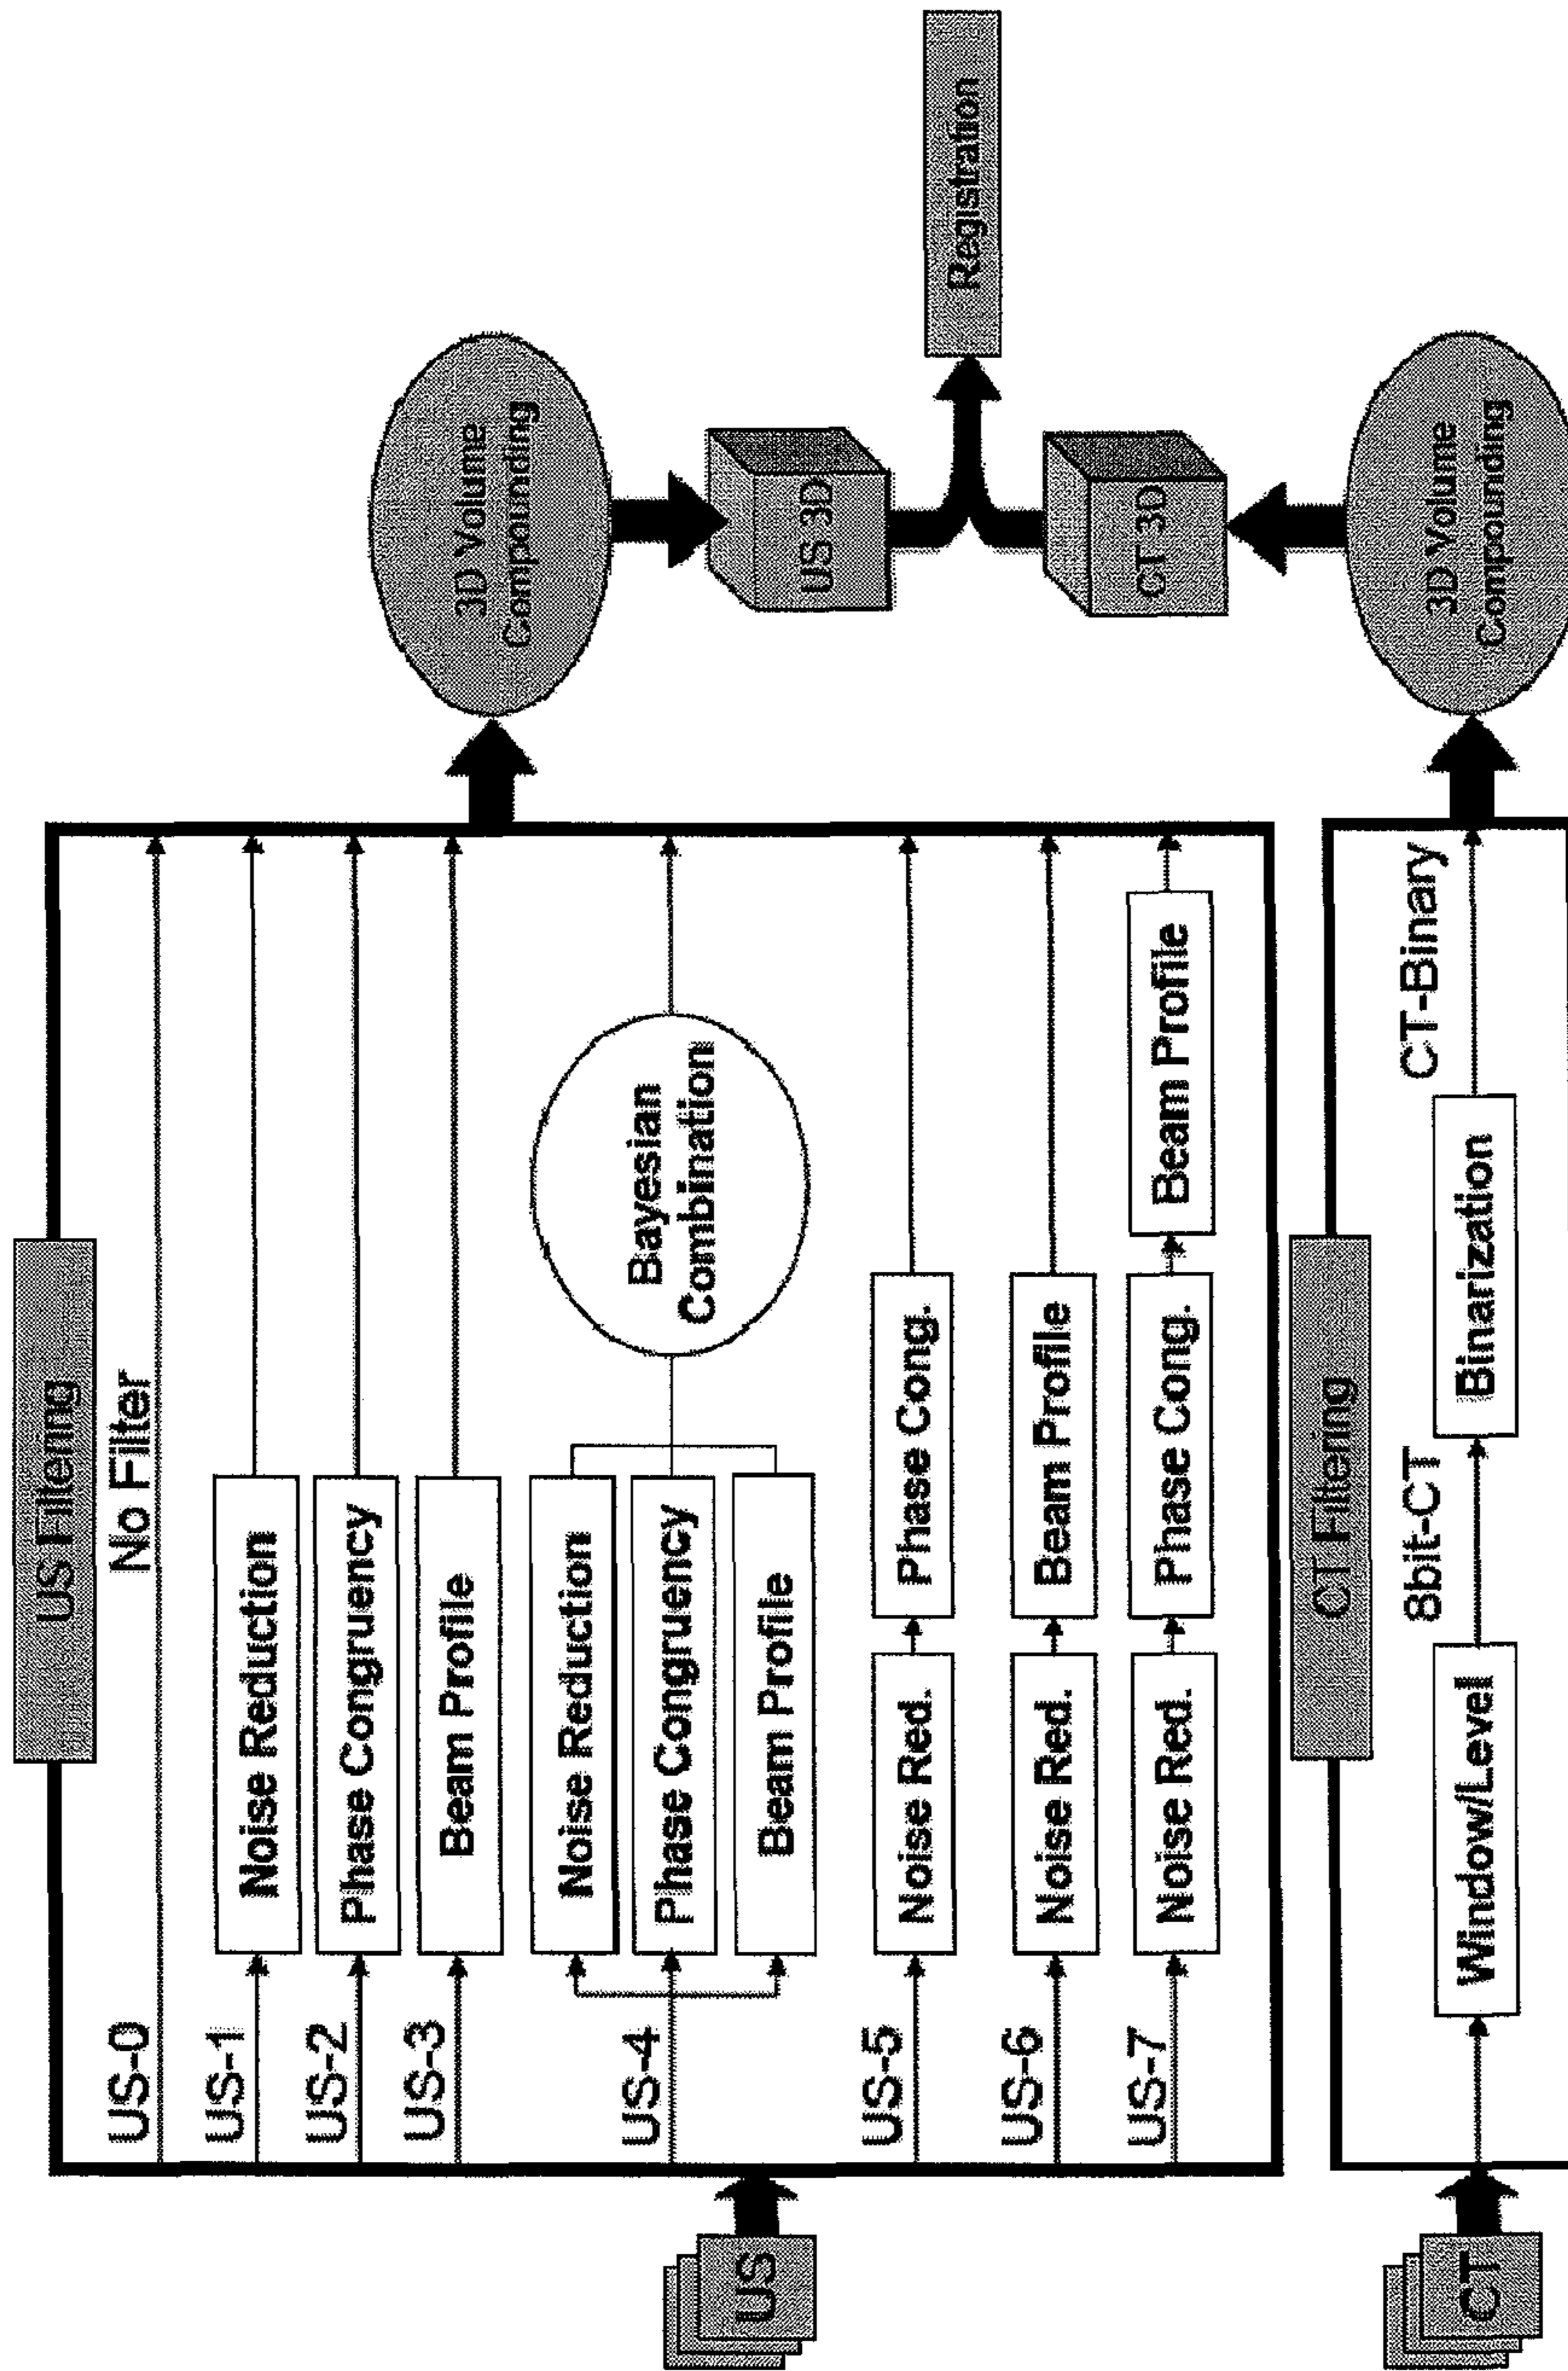 US Filtering
US-0
No Filter
US-1
Noise Reduction
US-2
Phase Congruency
US-3
Beam Profile
US-4
Noise Reduction
Phase Congruency
Beam Profile
Bayesian
Combination
US-5
Noise Red.
Phase Cong.
US-6
Noise Red.
Beam Profile
US-7
Noise Red.
Phase Cong.
Beam Profile
US
3D Volume
Compounding
US 3D
Registration
CT 3D
3D Volume
Compounding
CT Filtering
CT
Window/Level
8bit-CT
Binarization
CT-Binary